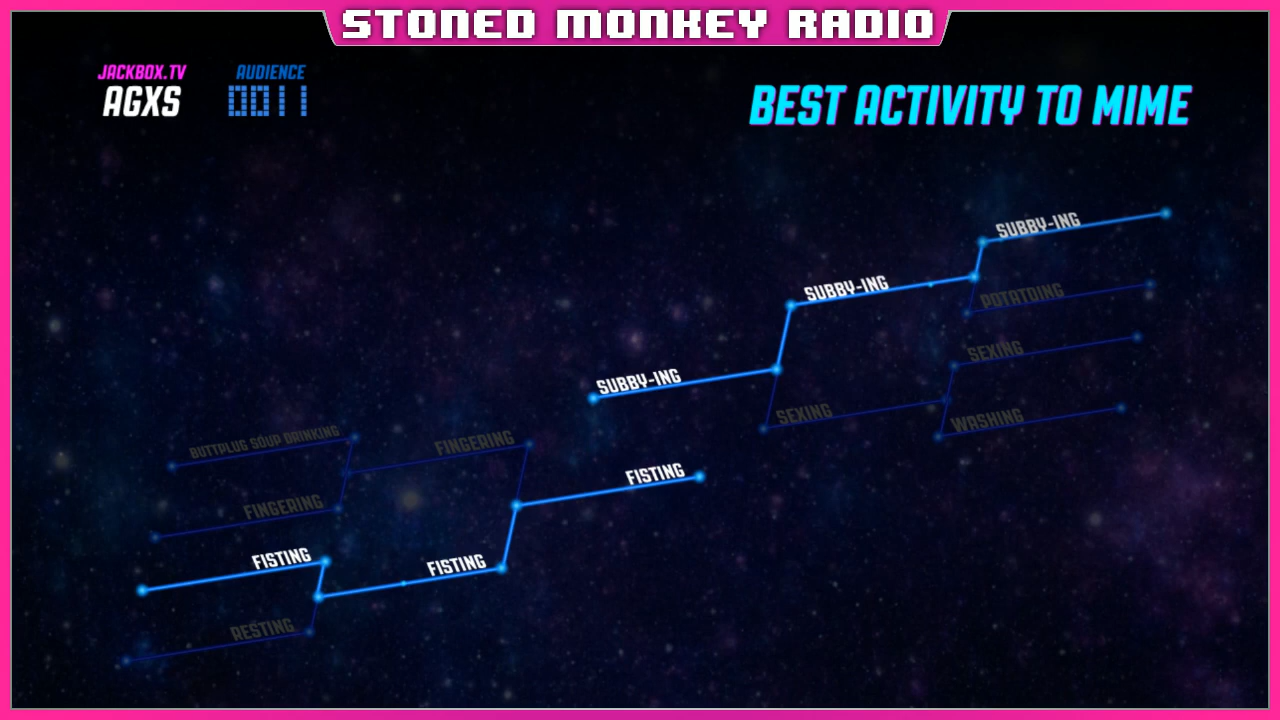 STONED MONKEY RADIO
JACKBOX.TV
AGXS
AUDIENCE
0011
BEST ACTIVITY TO MIME
SUBBY-ING
POTATOING
SUBBY-ING
SEXING
SEXING
WASHING
SUBBY-ING
BUTTPLUG SOUP DRINKING
FINGERING
FINGERING
FISTING
FISTING
FISTING
RESTING